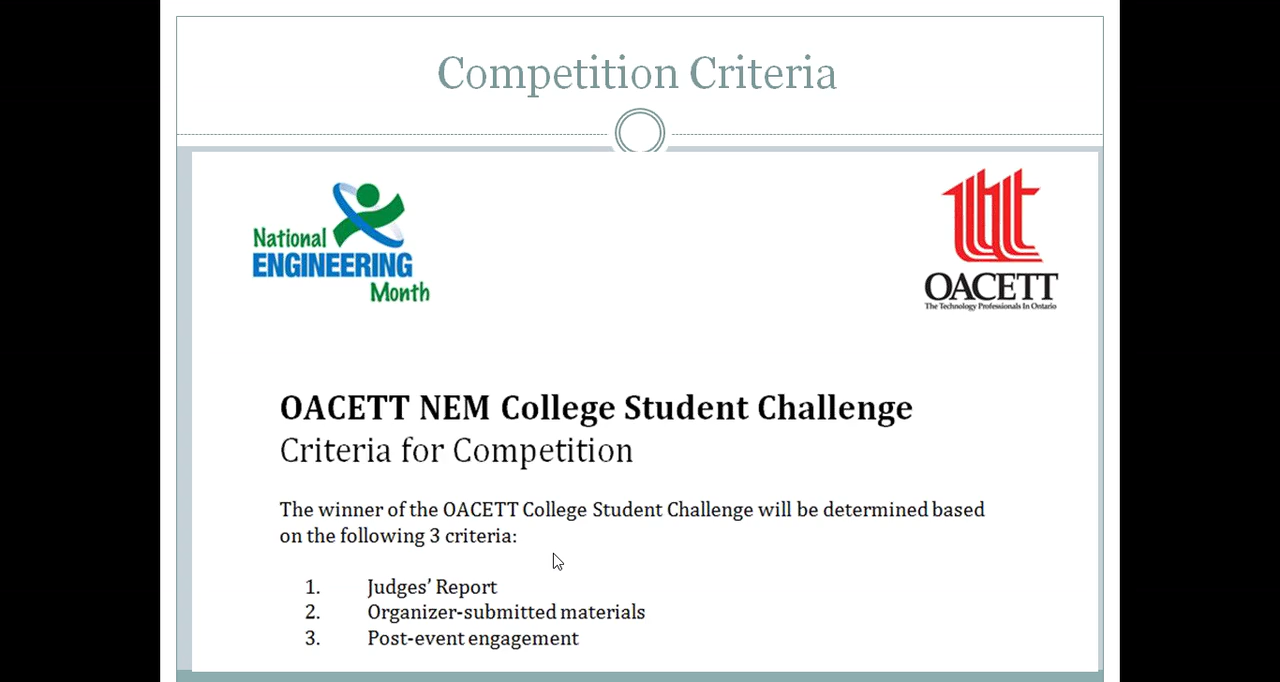 Competition Criteria
National
ENGINEERING
Month
OACETT
The Technology Professionals In Ontario
OACETT NEM College Student Challenge
Criteria for Competition
The winner of the OACETT College Student Challenge will be determined based
on the following 3 criteria:
1. Judges’ Report
2. Organizer-submitted materials
3. Post-event engagement